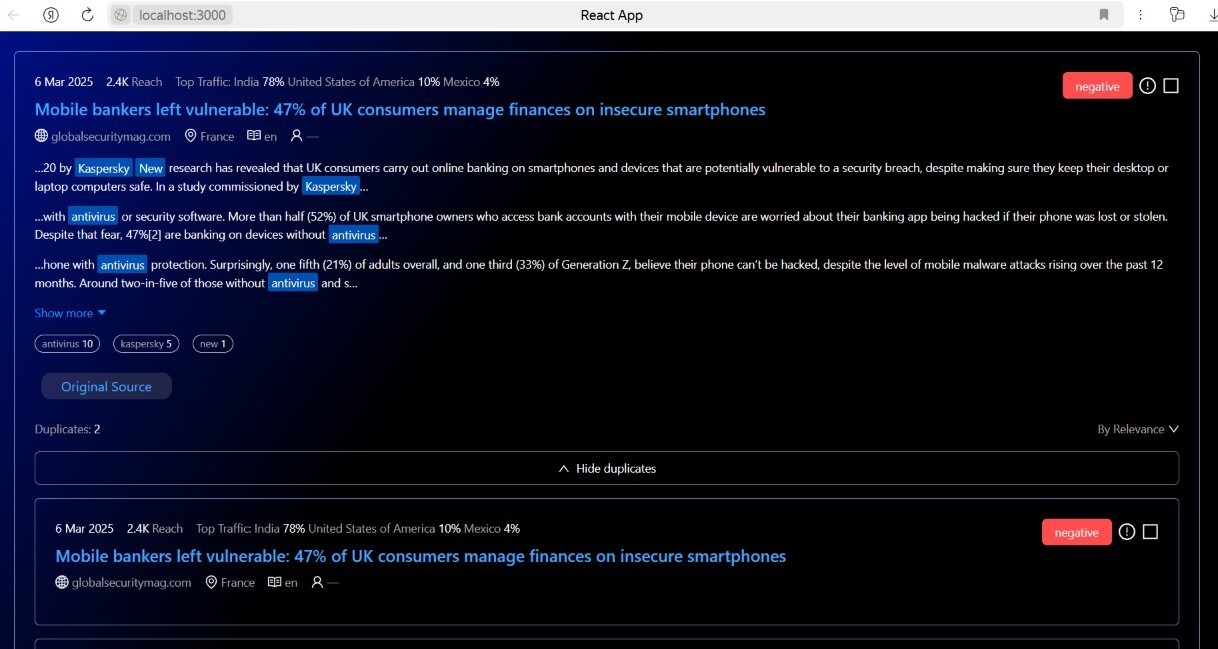 localhost:3000
React App
6 Mar 2025 2.4K Reach Top Traffic: India 78% United States of America 10% Mexico 4%
negative
Mobile bankers left vulnerable: 47% of UK consumers manage finances on insecure smartphones
globalsecuritymag.com France en —
...20 by Kaspersky New research has revealed that UK consumers carry out online banking on smartphones and devices that are potentially vulnerable to a security breach, despite making sure they keep their desktop or
laptop computers safe. In a study commissioned by Kaspersky...
...with antivirus or security software. More than half (52%) of UK smartphone owners who access bank accounts with their mobile device are worried about their banking app being hacked if their phone was lost or stolen.
Despite that fear, 47%[2] are banking on devices without antivirus...
...hone with antivirus protection. Surprisingly, one fifth (21%) of adults overall, and one third (33%) of Generation Z, believe their phone can't be hacked, despite the level of mobile malware attacks rising over the past 12
months. Around two-in-five of those without antivirus and s...
Show more
antivirus 10 kaspersky 5 new 1
Original Source
Duplicates: 2
By Relevance
Hide duplicates
6 Mar 2025 2.4K Reach Top Traffic: India 78% United States of America 10% Mexico 4%
negative
Mobile bankers left vulnerable: 47% of UK consumers manage finances on insecure smartphones
globalsecuritymag.com France en —